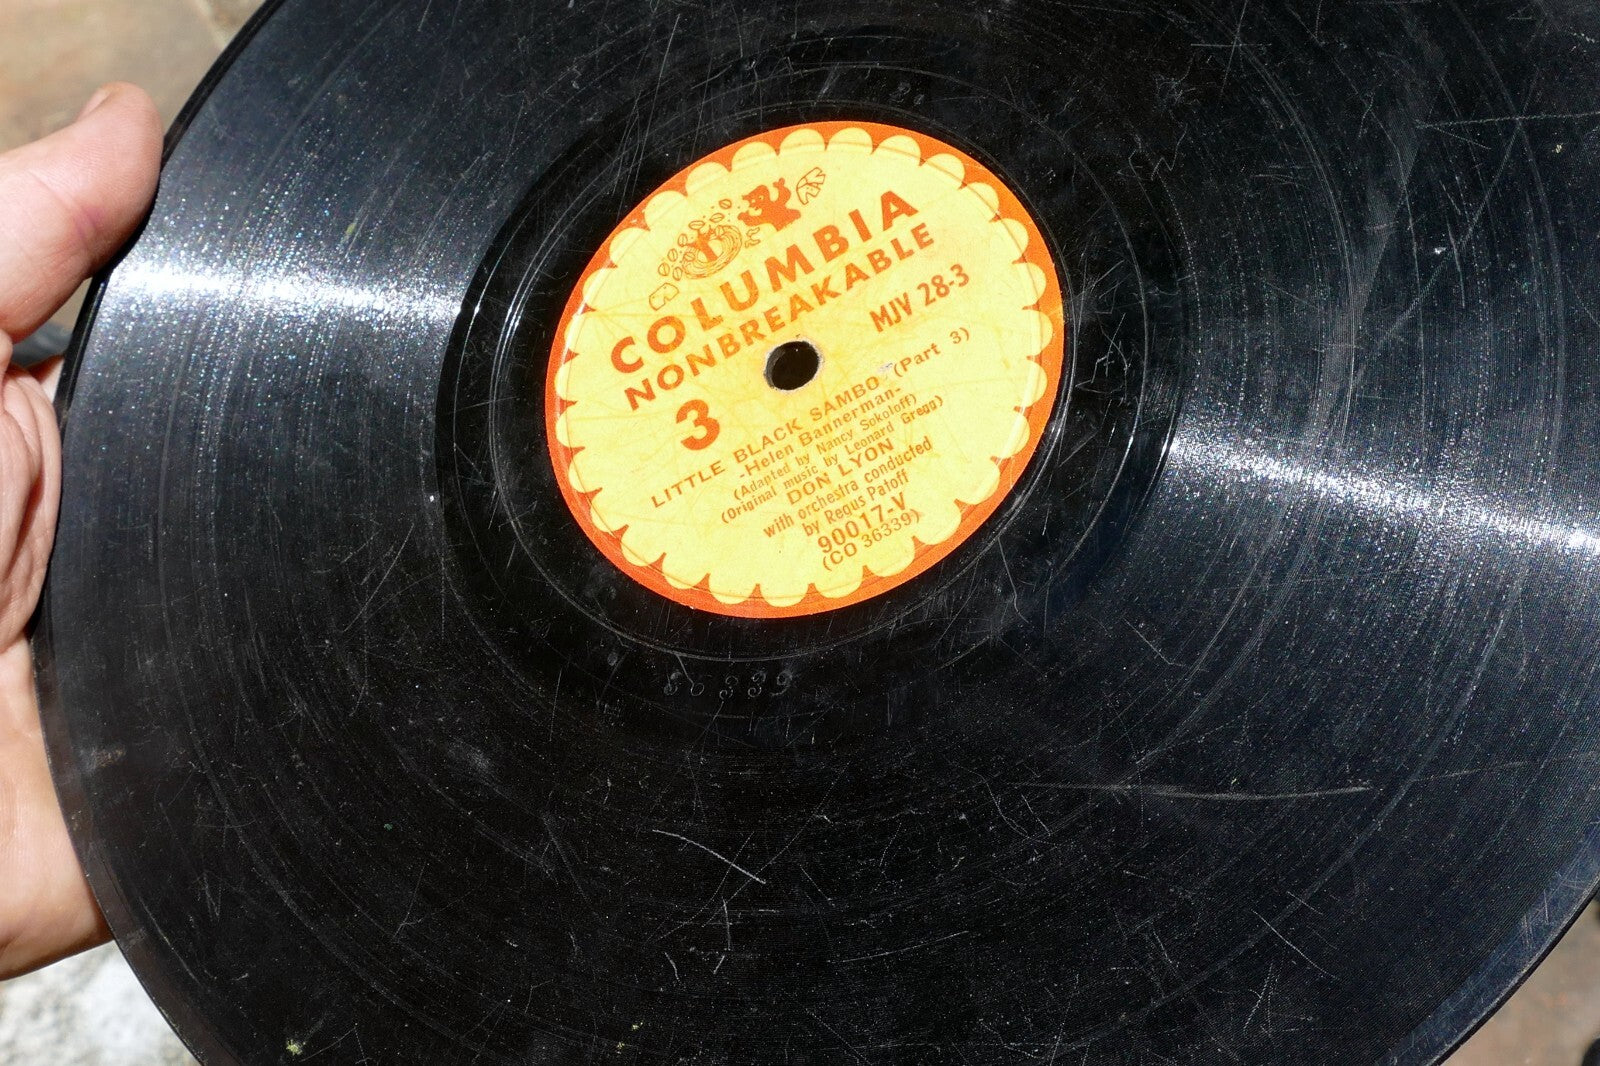 COLUMBIA
NONBREAKABLE
MJV 28-3
3
LITTLE BLACK SAMBO (Part 3)
-Helen Bannerman-
(Adapted by Nancy Sokoloff)
(Original music by Leonard Gregg)
DON LYON
with orchestra conducted
by Regus Patoff
90017-V
(CO 36339)
36339